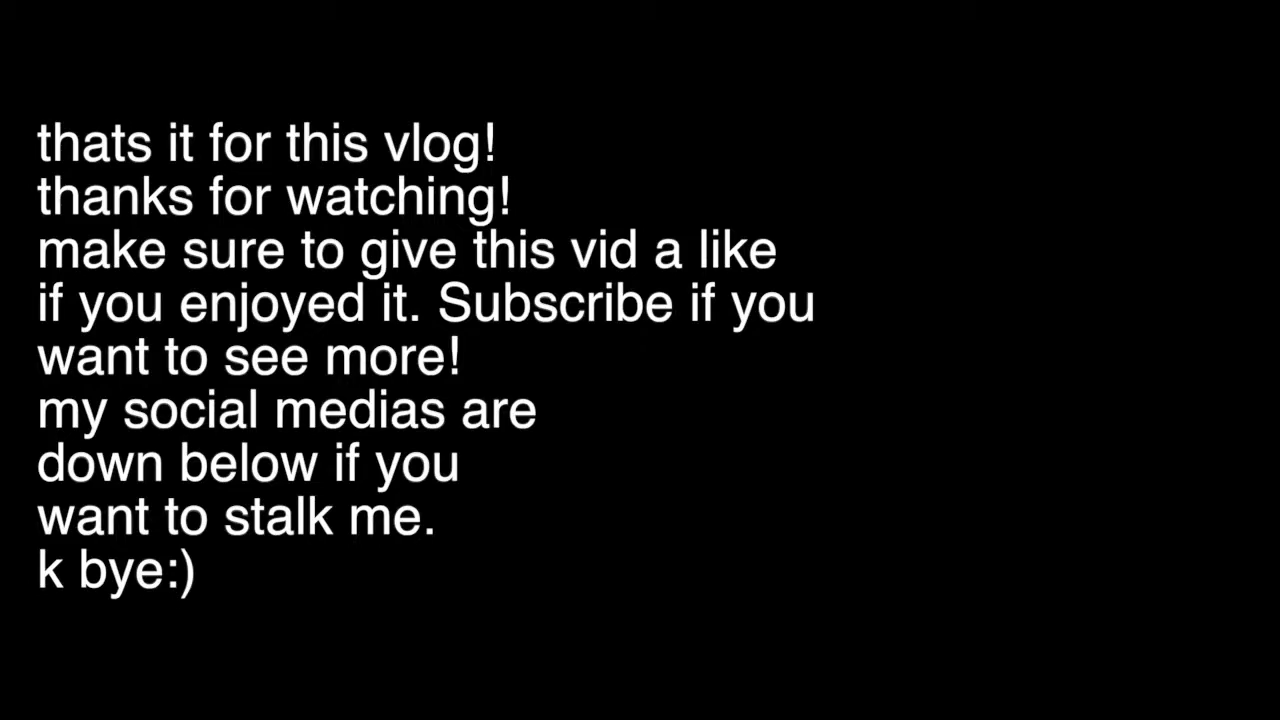 thats it for this vlog!
thanks for watching!
make sure to give this vid a like
if you enjoyed it. Subscribe if you
want to see more!
my social medias are
down below if you
want to stalk me.
k bye:)